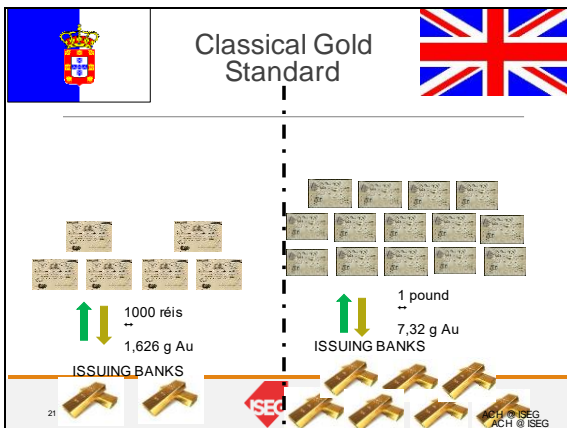 Classical Gold
Standard
1000 réis
↔
1,626 g Au
ISSUING BANKS
1 pound
↔
7,32 g Au
ISSUING BANKS
21
ISEG
ACH @ ISEG
ACH @ ISEG